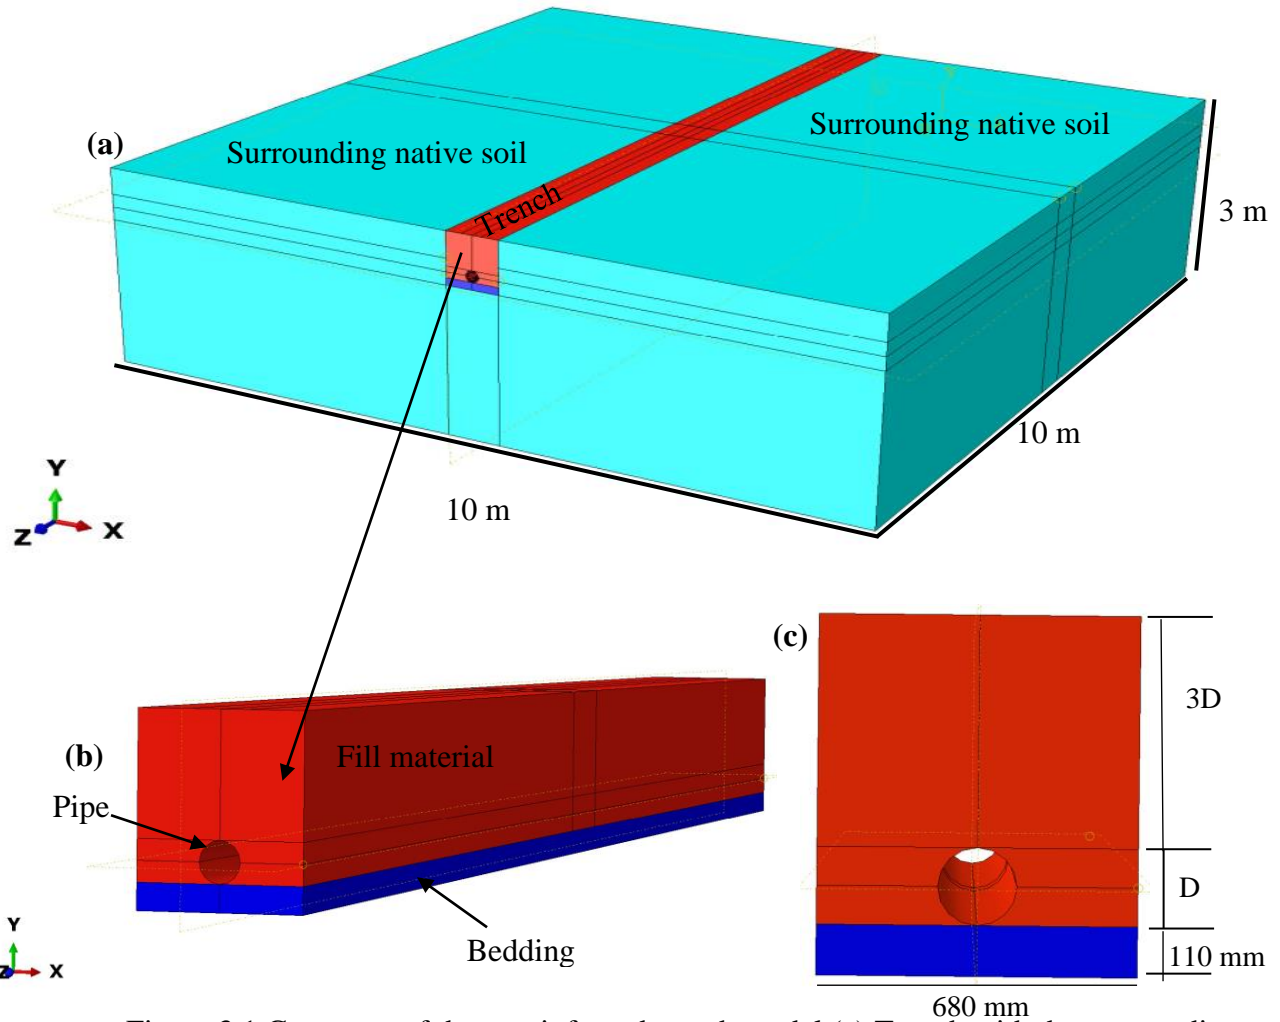 (a)
Surrounding native soil
Surrounding native soil
Trench
3 m
10 m
10 m
Y
Z
X
(b)
Fill material
Pipe
Bedding
Y
Z
X
(c)
3D
D
110 mm
680 mm